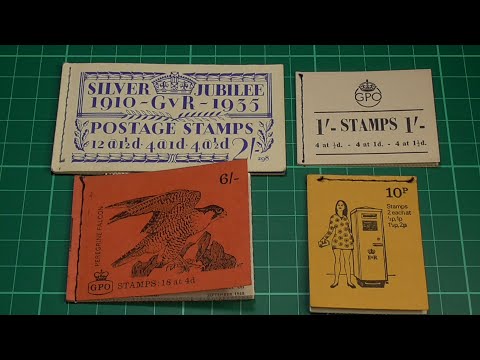 SILVER JUBILEE
1910-GvR-1935
POSTAGE STAMPS
12 at 1½d 4 at 1d 4 at ½d 2/-
298
GPO
1/- STAMPS 1/-
4 at ½d. - 4 at 1d. - 4 at 1½d.
6/-
PEREGRINE FALCON
GPO STAMPS: 18 at 4d.
10p
Stamps
2 each at
½p, 1p
1½p, 2p
E II R